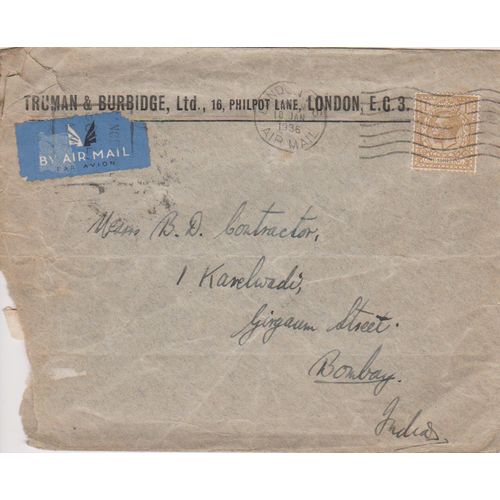 TRUMAN & BURBIDGE, Ltd., 16, PHILPOT LANE, LONDON, E.C.3.
LONDON
10 JAN
1936
AIR MAIL
BY AIR MAIL
PAR AVION
Messrs B. D. Contractor,
1 Kavelwadi,
Girgaum Street.
Bombay.
India.